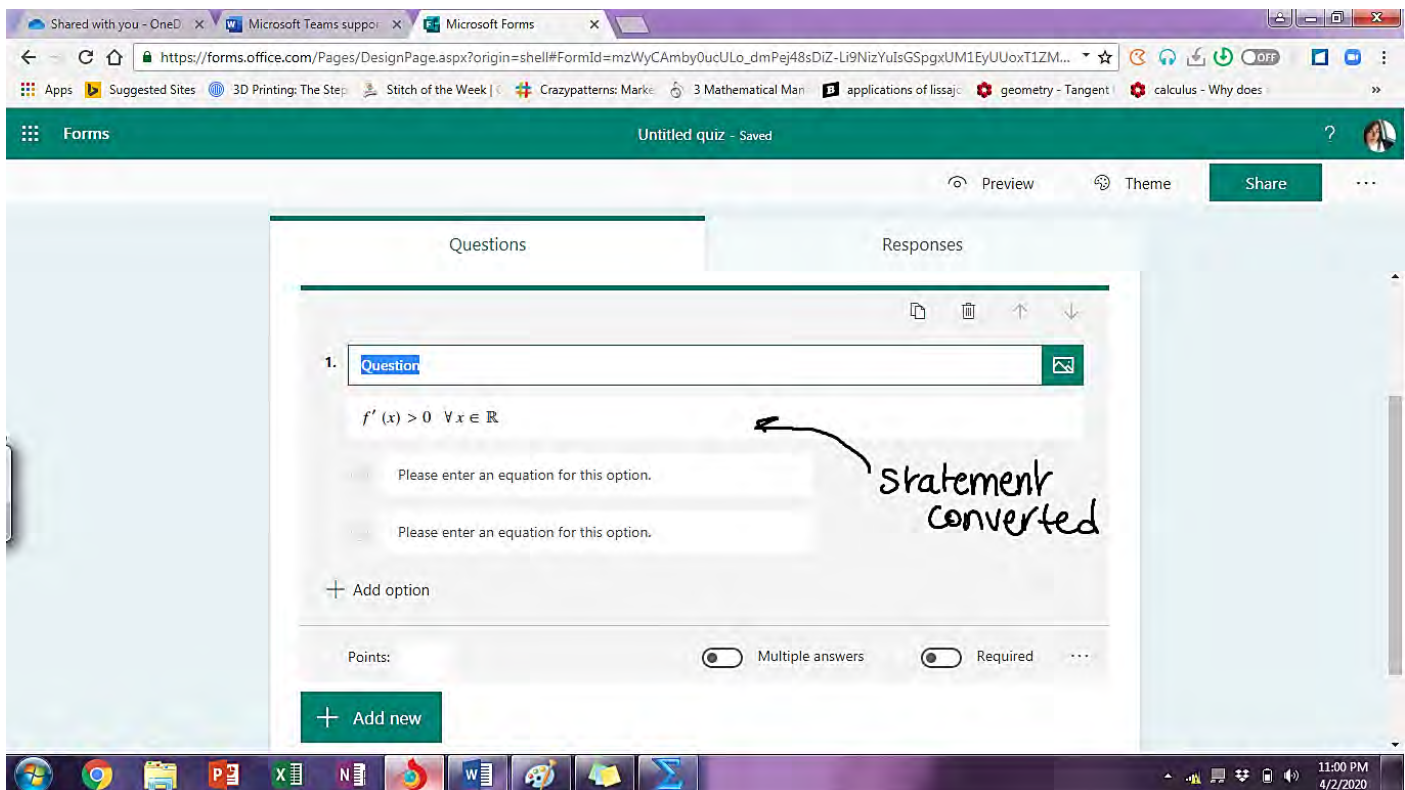 Shared with you - OneD
Microsoft Teams suppor
Microsoft Forms
https://forms.office.com/Pages/DesignPage.aspx?origin=shell#FormId=mzWyCAmby0ucULo_dmPej48sDiZ-Li9NizYuIsGSpgxUM1EyUUoxT1ZM...
OFF
Apps
Suggested Sites
3D Printing: The Step
Stitch of the Week |
Crazypatterns: Marke
3 Mathematical Man
applications of lissajo
geometry - Tangent
calculus - Why does
»
Forms
Untitled quiz - Saved
?
Preview
Theme
Share
...
Questions
Responses
1. Question
f′ (x) > 0 ∀ x ∈ ℝ
Please enter an equation for this option.
statement
converted
Please enter an equation for this option.
+ Add option
Points:
Multiple answers
Required
...
+ Add new
11:00 PM
4/2/2020